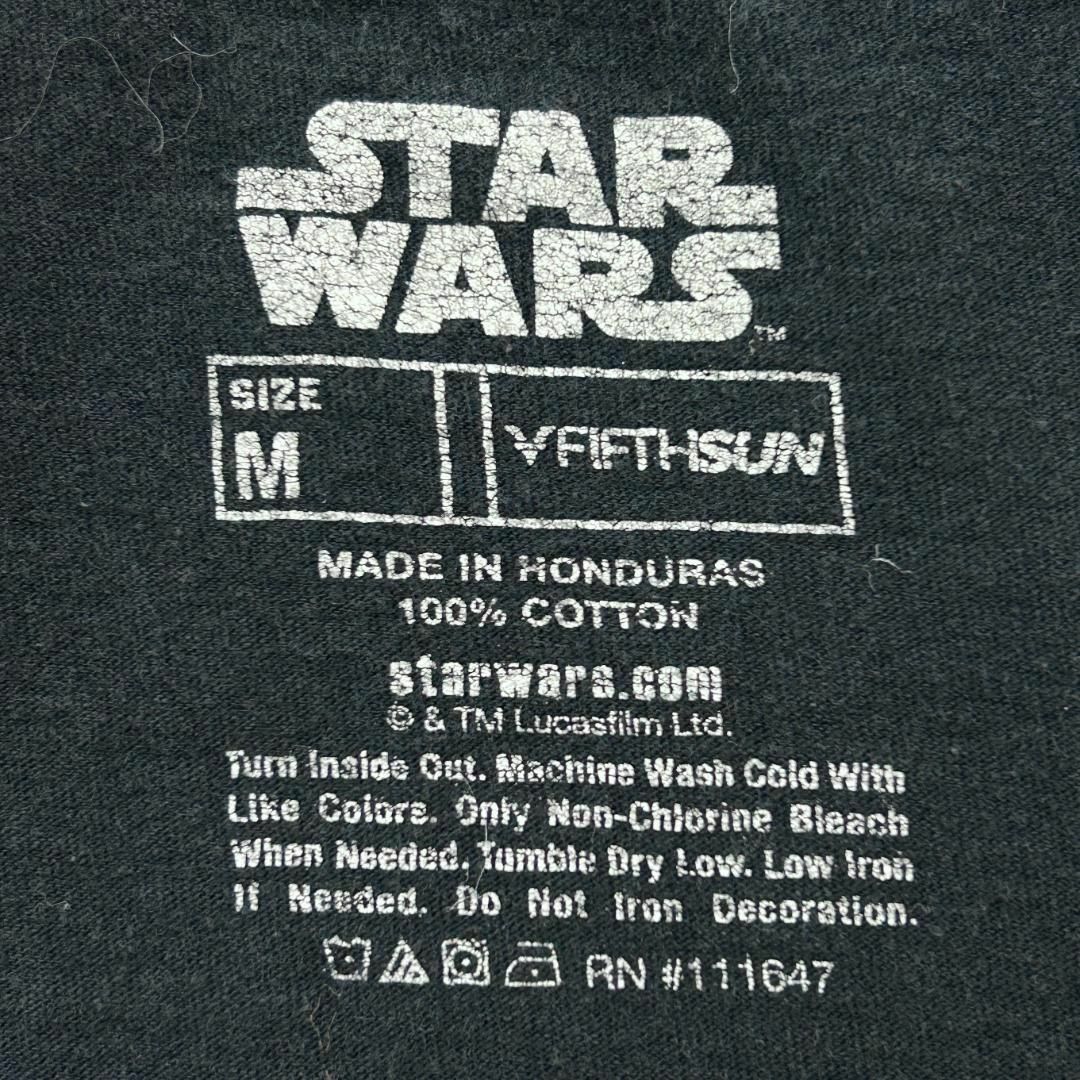 STAR
WARS™
SIZE
M
FIFTHSUN
MADE IN HONDURAS
100% COTTON
starwars.com
© & TM Lucasfilm Ltd.
Turn Inside Out. Machine Wash Cold With
Like Colors. Only Non-Chlorine Bleach
When Needed. Tumble Dry Low. Low Iron
If Needed. Do Not Iron Decoration.
RN #111647